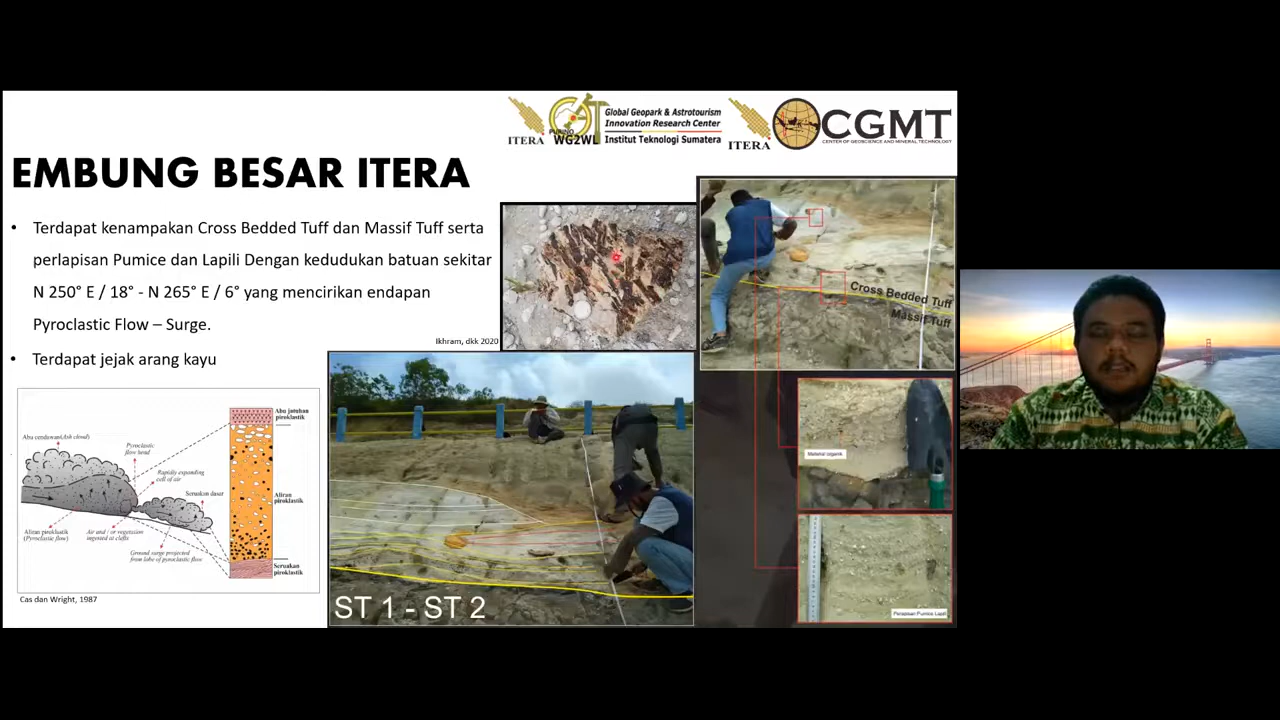 ITERA
WG2WL
Global Geopark & Astrotourism
Innovation Research Center
Institut Teknologi Sumatera
ITERA
CGMT
CENTER OF GEOSCIENCE AND MINERAL TECHNOLOGY
EMBUNG BESAR ITERA
• Terdapat kenampakan Cross Bedded Tuff dan Massif Tuff serta
perlapisan Pumice dan Lapili Dengan kedudukan batuan sekitar
N 250° E / 18° - N 265° E / 6° yang mencirikan endapan
Pyroclastic Flow – Surge.
• Terdapat jejak arang kayu
Ikhram, dkk 2020
Cross Bedded Tuff
Massif Tuff
Material organik
Perlapisan Pumice Lapili
ST 1 - ST 2
Abu cendawan(Ash cloud)
Pyroclastic
flow head
Rapidly expanding
cell of air
Seruakan dasar
Aliran piroklastik
(Pyroclastic flow)
Air and / or vegetation
ingested at clefts
Ground surge projected
from lobe of pyroclastic flow
Abu jatuhan
piroklastik
Aliran
piroklastik
Seruakan
piroklastik
Cas dan Wright, 1987